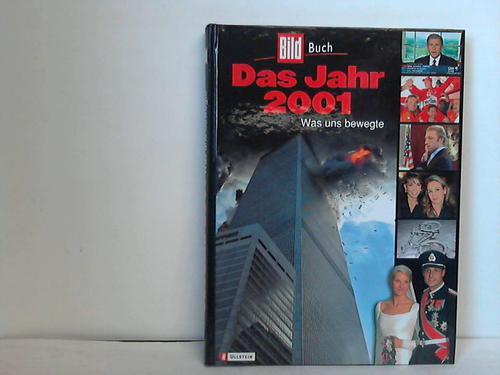 Bild Buch
Das Jahr
2001
Was uns bewegte
ULLSTEIN